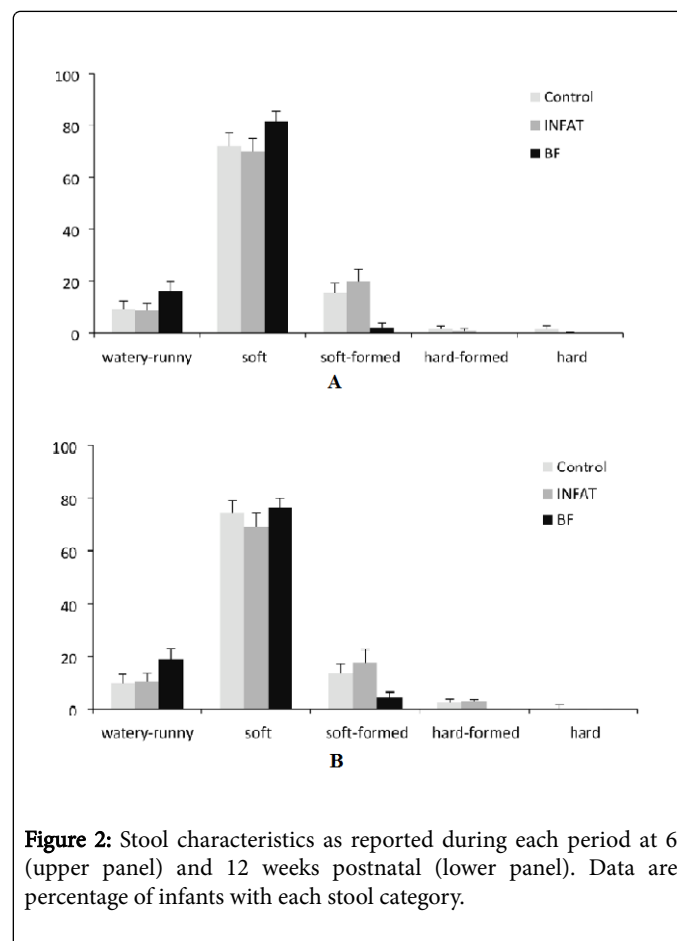 100
80
60
40
20
0
Control
INFAT
BF
watery-runny soft soft-formed hard-formed hard
A
100
80
60
40
20
0
Control
INFAT
BF
watery-runny soft soft-formed hard-formed hard
B
Figure 2: Stool characteristics as reported during each period at 6
(upper panel) and 12 weeks postnatal (lower panel). Data are
percentage of infants with each stool category.